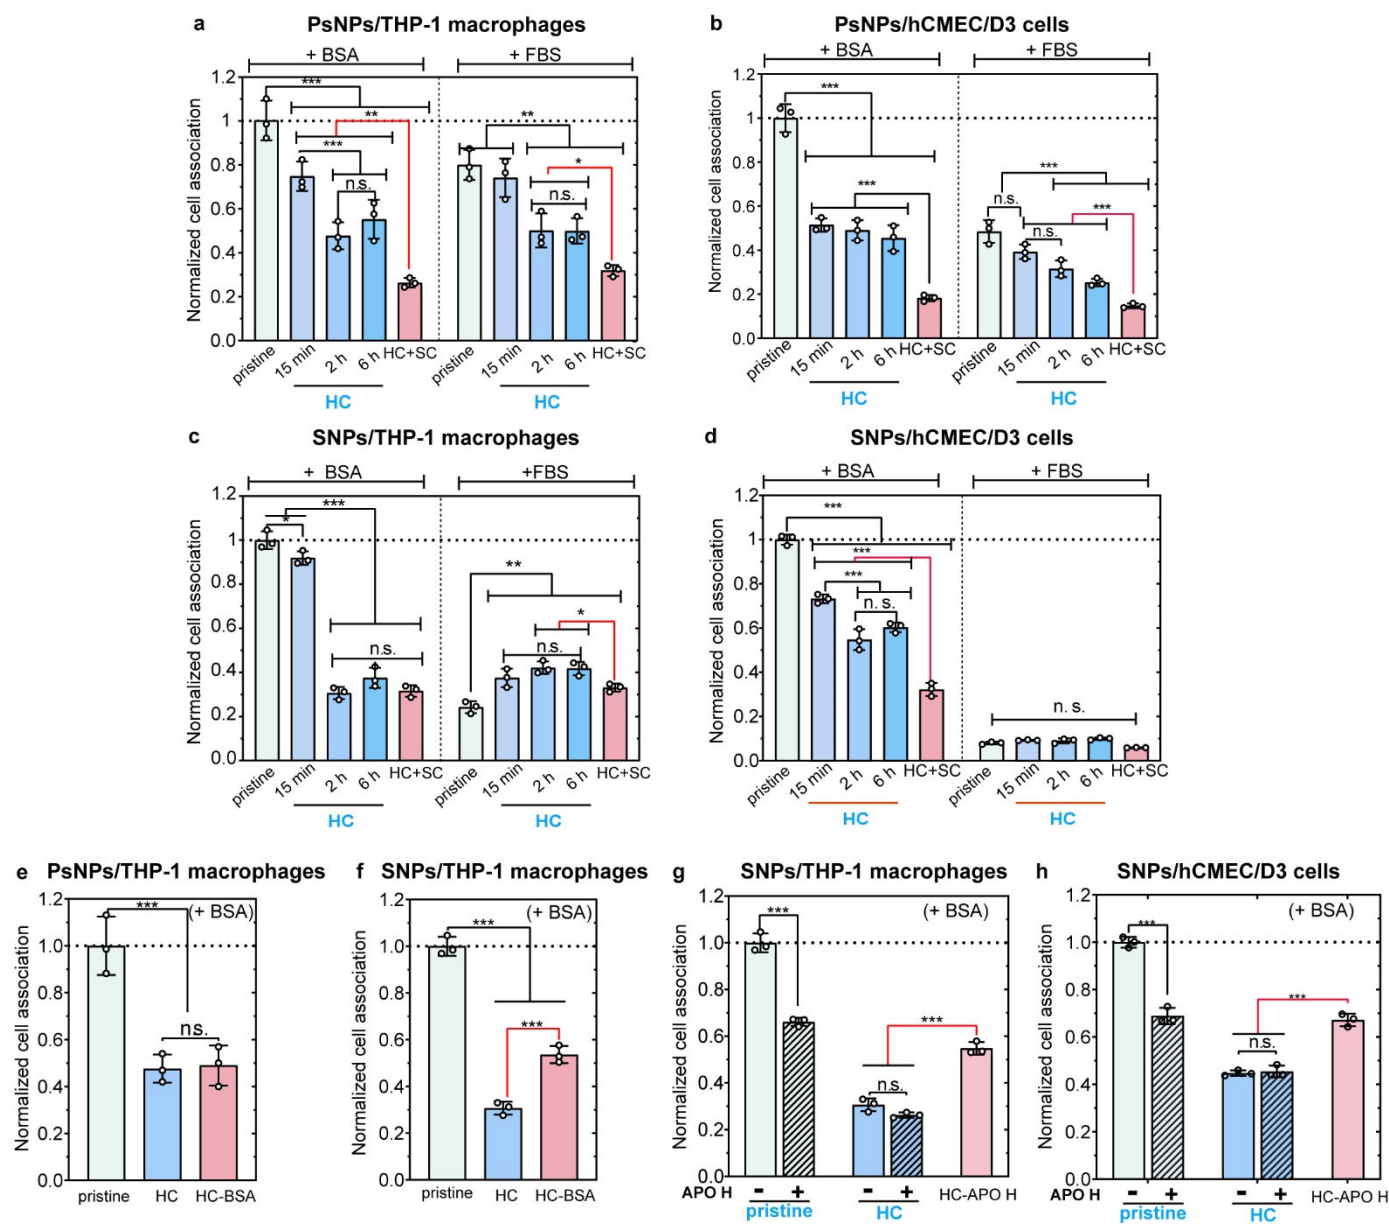 a PsNPs/THP-1 macrophages
+ BSA + FBS
Normalized cell association
1.2
1
0.8
0.6
0.4
0.2
0.0
*** ** *** n.s. ** * n.s.
pristine 15 min 2 h 6 h HC+SC pristine 15 min 2 h 6 h HC+SC
HC HC
b PsNPs/hCMEC/D3 cells
+ BSA + FBS
Normalized cell association
1.2
1
0.8
0.6
0.4
0.2
0.0
*** *** *** n.s. *** n.s.
pristine 15 min 2 h 6 h HC+SC pristine 15 min 2 h 6 h HC+SC
HC HC
c SNPs/THP-1 macrophages
+ BSA +FBS
Normalized cell association
1.2
1
0.8
0.6
0.4
0.2
0.0
*** * n.s. ** * n.s.
pristine 15 min 2 h 6 h HC+SC pristine 15 min 2 h 6 h HC+SC
HC HC
d SNPs/hCMEC/D3 cells
+ BSA + FBS
Normalized cell association
1.2
1
0.8
0.6
0.4
0.2
0.0
*** *** *** n. s. n. s.
pristine 15 min 2 h 6 h HC+SC pristine 15 min 2 h 6 h HC+SC
HC HC
e PsNPs/THP-1 macrophages
(+ BSA)
Normalized cell association
1.2
1.0
0.8
0.6
0.4
0.2
0.0
*** n.s.
pristine HC HC-BSA
f SNPs/THP-1 macrophages
(+ BSA)
Normalized cell association
1.2
1
0.8
0.6
0.4
0.2
0.0
*** ***
pristine HC HC-BSA
g SNPs/THP-1 macrophages
(+ BSA)
Normalized cell association
1.2
1.0
0.8
0.6
0.4
0.2
0.0
*** *** n.s.
APO H - + - + HC-APO H
pristine HC
h SNPs/hCMEC/D3 cells
(+ BSA)
Normalized cell association
1.2
1.0
0.8
0.6
0.4
0.2
0.0
*** *** n.s.
APO H - + - + HC-APO H
pristine HC